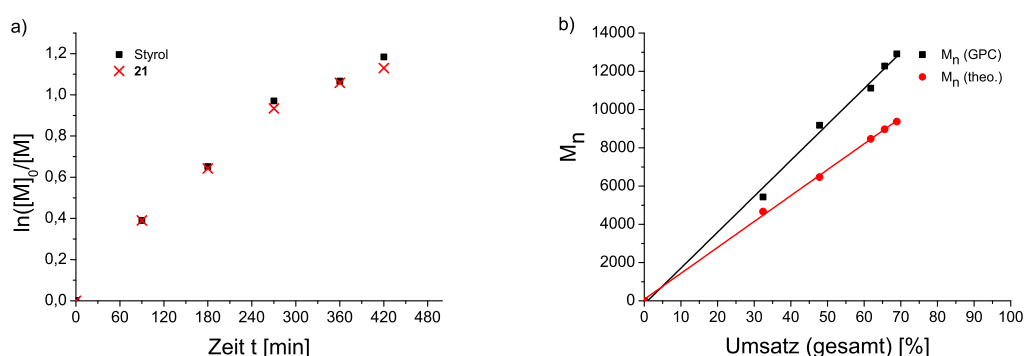 a)
Styrol
21
1,2
1,0
0,8
0,6
0,4
0,2
0,0
ln([M]0/[M]
0 60 120 180 240 300 360 420 480
Zeit t [min]
b)
Mn (GPC)
Mn (theo.)
14000
12000
10000
8000
6000
4000
2000
0
Mn
0 10 20 30 40 50 60 70 80 90 100
Umsatz (gesamt) [%]